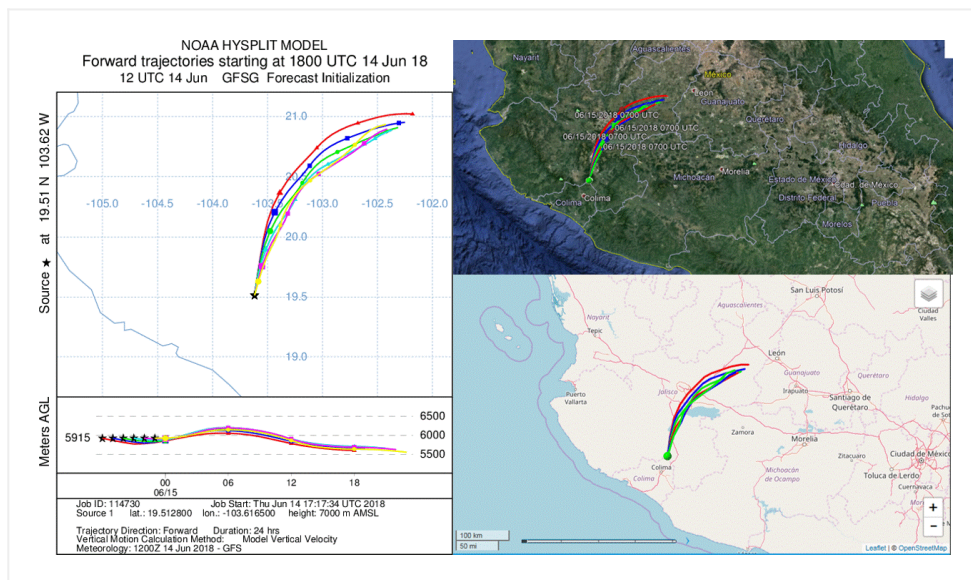 NOAA HYSPLIT MODEL
Forward trajectories starting at 1800 UTC 14 Jun 18
12 UTC 14 Jun GFSG Forecast Initialization
Source ★ at 19.511 N 103.632 W
21.0
20.0
19.5
19.0
-105.0 -104.5 -104.0 -103.0 -102.5 -102.0
Meters AGL
5915
6500
6000
5500
00 06 12 18
06/15
Job ID: 114730 Job Start: Thu Jun 14 17:17:34 UTC 2018
Source 1 lat.: 19.512800 lon.: -103.616500 height: 7000 m AMSL
Trajectory Direction: Forward Duration: 24 hrs
Vertical Motion Calculation Method: Model Vertical Velocity
Meteorology: 1200Z 14 Jun 2018 - GFS
Aguascalientes
Nayarit
México
León
Guanajuato
06/15/2018 0700 UTC
Querétaro
06/15/2018 0700 UTC
06/15/2018 0700 UTC
06/15/2018 0700 UTC
Hidalgo
Michoacán
Morelia
Estado de México
Colima
Colima
Distrito Federal
Puebla
Morelos
San Luis Potosí
Aguascalientes
Ciudad
Valles
Nayarit
Tepic
León
Guanajuato
Querétaro
Puerto
Vallarta
Jalisco
Irapuato
Santiago de
Querétaro
Hidalgo
Pachuca
de Sot
Zamora
Morelia
Zitacuaro
Ciudad de México
Colima
Colima
Michoacán
de Ocampo
Toluca de Lerdo
Cuernavaca
+
−
100 km
50 mi
Leaflet | © OpenStreetMap